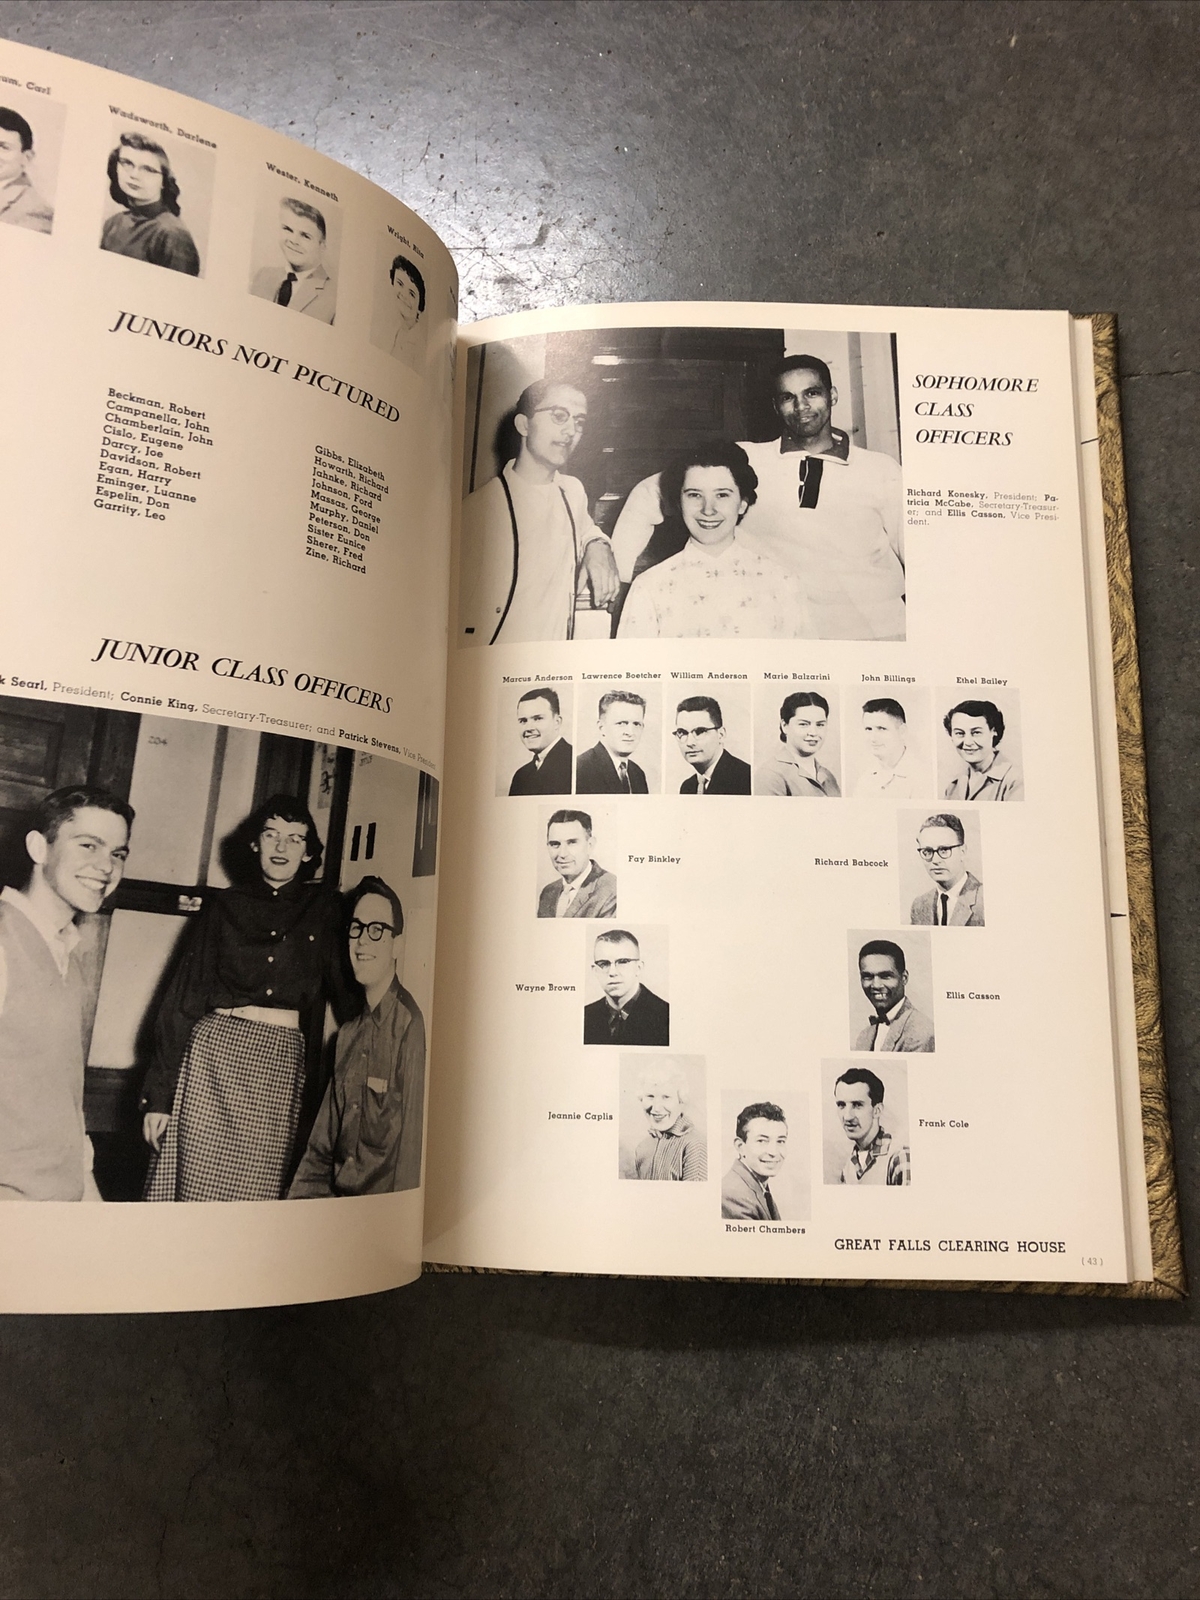 Carl
Wadsworth, Darlene
Wester, Kenneth
Wright, Rita
JUNIORS NOT PICTURED
Beckman, Robert
Campanella, John
Chamberlain, John
Cislo, Eugene
Darcy, Joe
Davidson, Robert
Egan, Harry
Eminger, Luanne
Espelin, Don
Garrity, Leo
Gibbs, Elizabeth
Howarth, Richard
Jahnke, Richard
Johnson, Ford
Massas, George
Murphy, Daniel
Peterson, Don
Sister Eunice
Sherer, Fred
Zine, Richard
JUNIOR CLASS OFFICERS
k Searl, President; Connie King, Secretary-Treasurer; and Patrick Stevens, Vice President
204
SOPHOMORE
CLASS
OFFICERS
Richard Konesky, President; Pa-
tricia McCabe, Secretary-Treasur-
er; and Ellis Casson, Vice Presi-
dent.
Marcus Anderson Lawrence Boetcher William Anderson Marie Balzarini John Billings Ethel Bailey
Fay Binkley
Richard Babcock
Wayne Brown
Ellis Casson
Jeannie Caplis
Frank Cole
Robert Chambers
GREAT FALLS CLEARING HOUSE
(43)